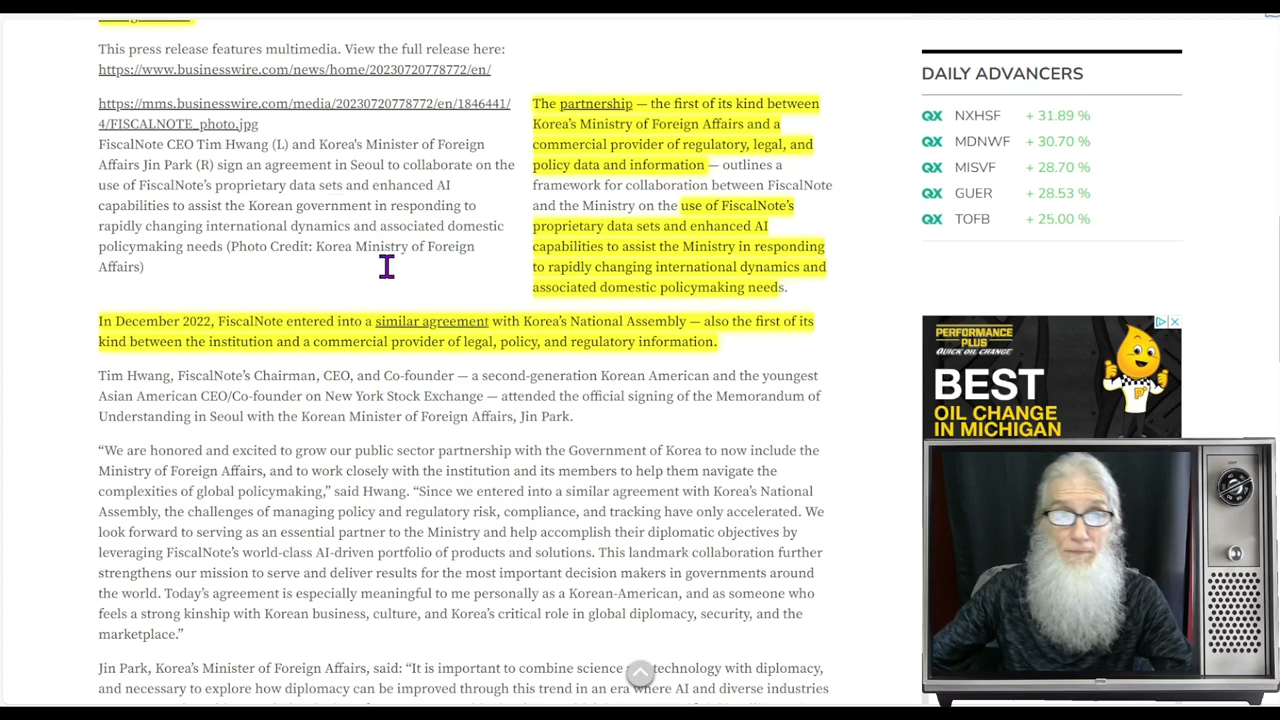 This press release features multimedia. View the full release here:
https://www.businesswire.com/news/home/20230720778772/en/
https://mms.businesswire.com/media/20230720778772/en/1846441/
4/FISCALNOTE_photo.jpg
FiscalNote CEO Tim Hwang (L) and Korea's Minister of Foreign
Affairs Jin Park (R) sign an agreement in Seoul to collaborate on the
use of FiscalNote's proprietary data sets and enhanced AI
capabilities to assist the Korean government in responding to
rapidly changing international dynamics and associated domestic
policymaking needs (Photo Credit: Korea Ministry of Foreign
Affairs)
The partnership — the first of its kind between
Korea's Ministry of Foreign Affairs and a
commercial provider of regulatory, legal, and
policy data and information — outlines a
framework for collaboration between FiscalNote
and the Ministry on the use of FiscalNote's
proprietary data sets and enhanced AI
capabilities to assist the Ministry in responding
to rapidly changing international dynamics and
associated domestic policymaking needs.
In December 2022, FiscalNote entered into a similar agreement with Korea's National Assembly — also the first of its
kind between the institution and a commercial provider of legal, policy, and regulatory information.
Tim Hwang, FiscalNote's Chairman, CEO, and Co-founder — a second-generation Korean American and the youngest
Asian American CEO/Co-founder on New York Stock Exchange — attended the official signing of the Memorandum of
Understanding in Seoul with the Korean Minister of Foreign Affairs, Jin Park.
“We are honored and excited to grow our public sector partnership with the Government of Korea to now include the
Ministry of Foreign Affairs, and to work closely with the institution and its members to help them navigate the
complexities of global policymaking,” said Hwang. “Since we entered into a similar agreement with Korea's National
Assembly, the challenges of managing policy and regulatory risk, compliance, and tracking have only accelerated. We
look forward to serving as an essential partner to the Ministry and help accomplish their diplomatic objectives by
leveraging FiscalNote's world-class AI-driven portfolio of products and solutions. This landmark collaboration further
strengthens our mission to serve and deliver results for the most important decision makers in governments around
the world. Today's agreement is especially meaningful to me personally as a Korean-American, and as someone who
feels a strong kinship with Korean business, culture, and Korea's critical role in global diplomacy, security, and the
marketplace.”
Jin Park, Korea's Minister of Foreign Affairs, said: “It is important to combine science technology with diplomacy,
and necessary to explore how diplomacy can be improved through this trend in an era where AI and diverse industries
DAILY ADVANCERS
QX NXHSF + 31.89 %
QX MDNWF + 30.70 %
QX MISVF + 28.70 %
QX GUER + 28.53 %
QX TOFB + 25.00 %
PERFORMANCE
PLUS
QUICK OIL CHANGE
BEST
OIL CHANGE
IN MICHIGAN